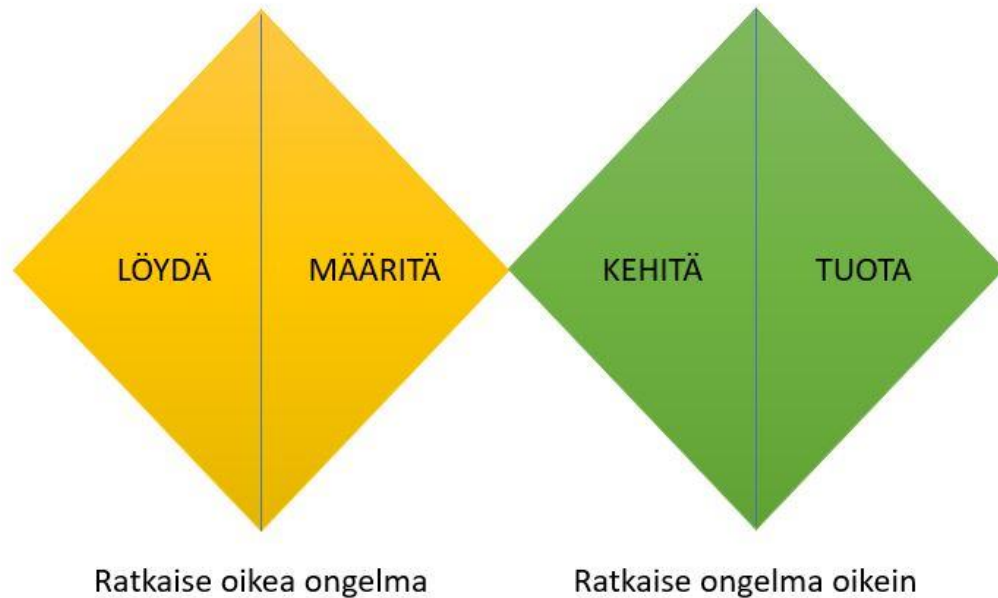 LÖYDÄ
MÄÄRITÄ
KEHITÄ
TUOTA
Ratkaise oikea ongelma
Ratkaise ongelma oikein